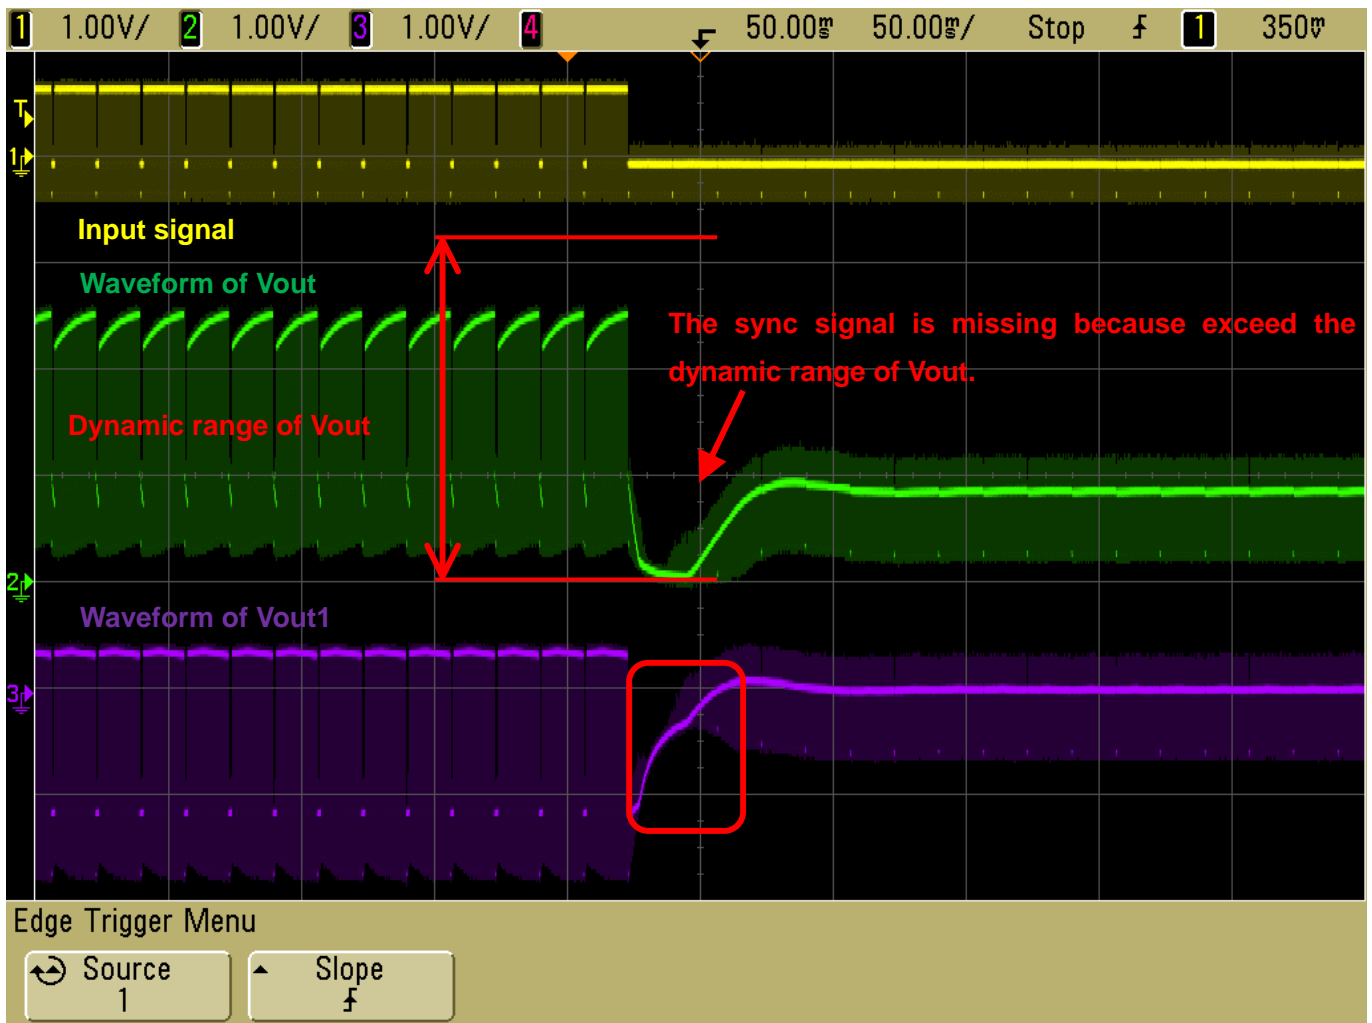 1 1.00V/ 2 1.00V/ 3 1.00V/ 4 50.00ms 50.00ms/ Stop 1 350mV
T
1
Input signal
Waveform of Vout
The sync signal is missing because exceed the
dynamic range of Vout.
Dynamic range of Vout
2
Waveform of Vout1
3
Edge Trigger Menu
Source Slope
1